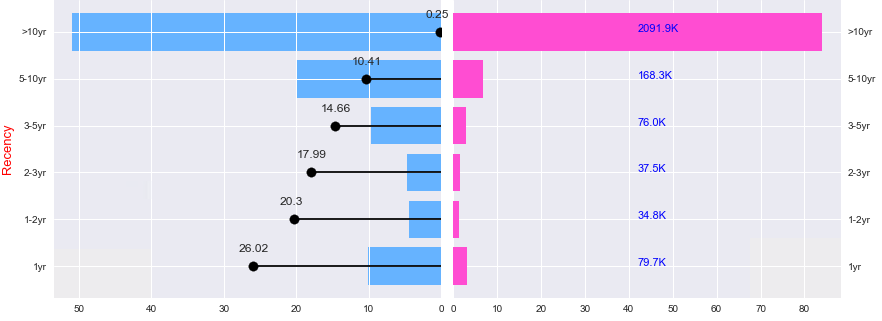 0.25
>10yr 2091.9K >10yr
10.41
5-10yr 168.3K 5-10yr
14.66
3-5yr 76.0K 3-5yr
Recency
17.99
2-3yr 37.5K 2-3yr
20.3
1-2yr 34.8K 1-2yr
26.02
1yr 79.7K 1yr
50 40 30 20 10 0 0 10 20 30 40 50 60 70 80